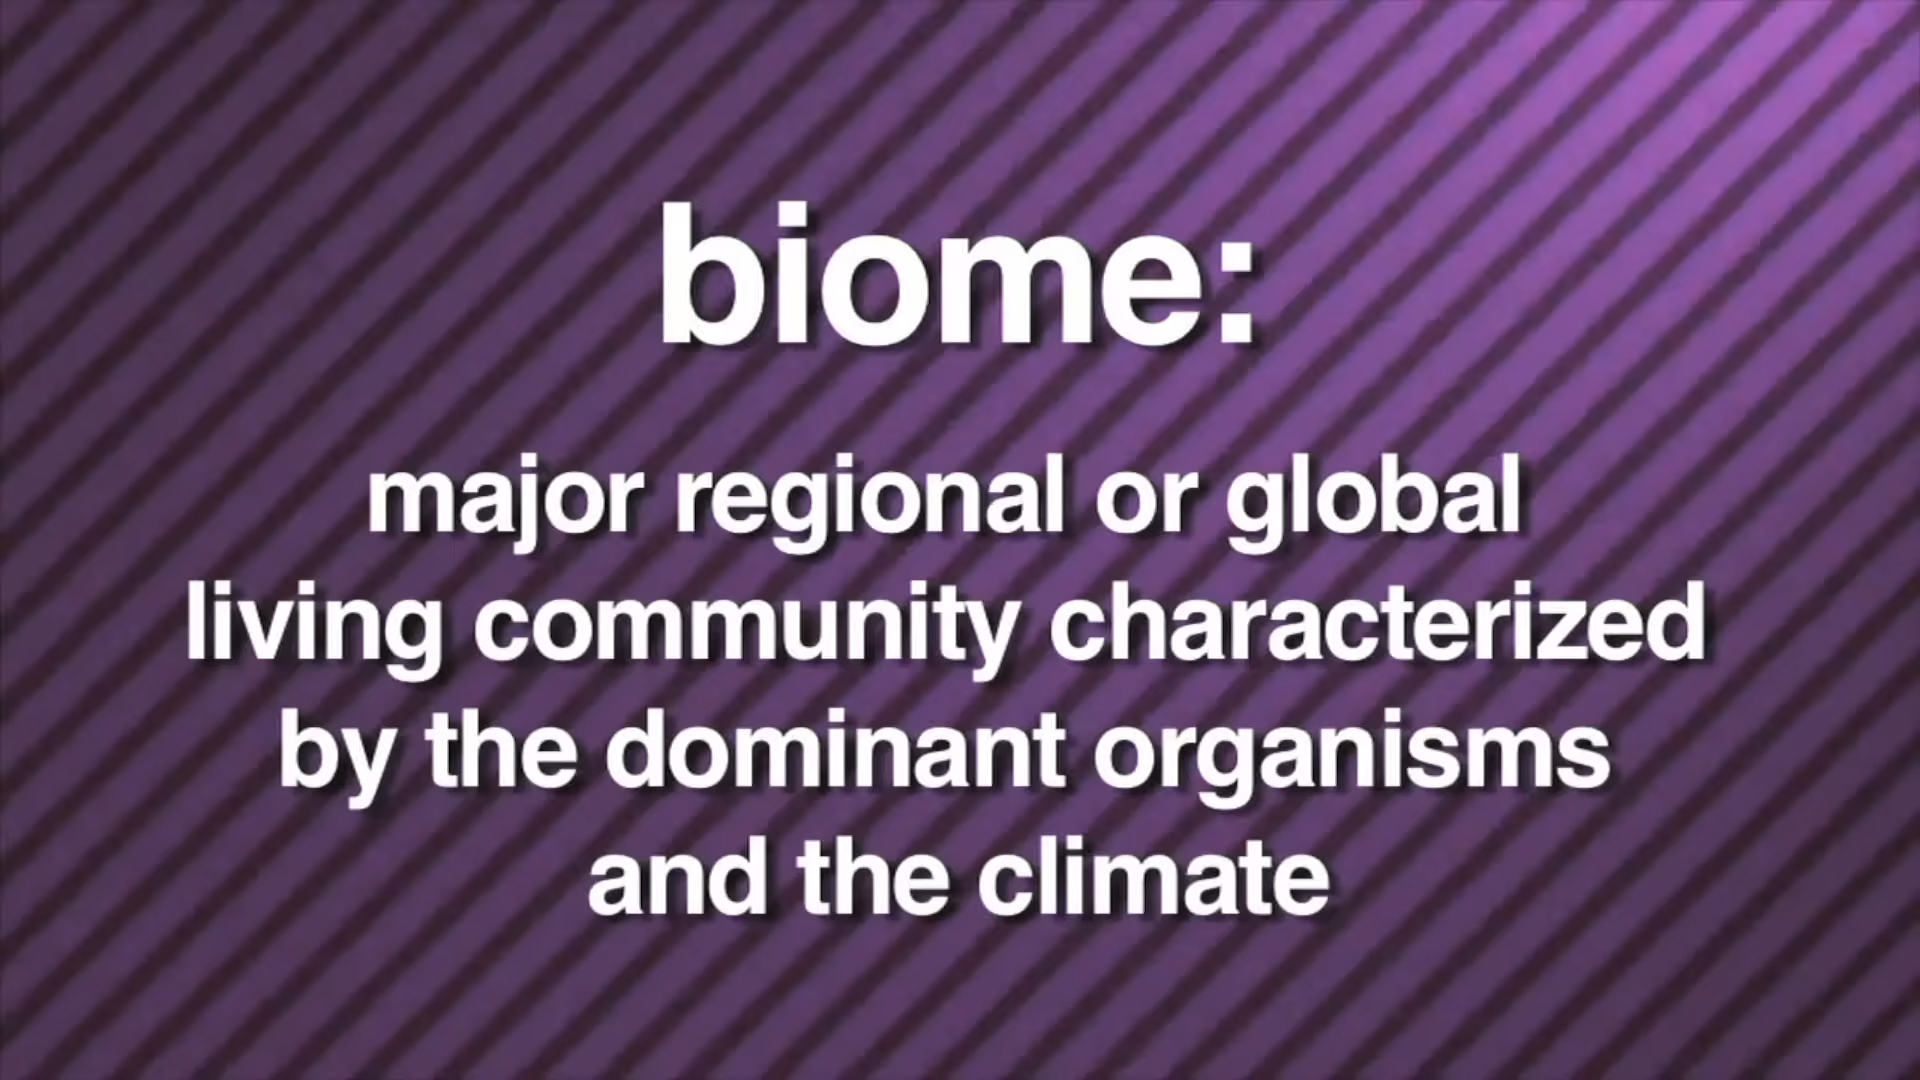 biome:
major regional or global
living community characterized
by the dominant organisms
and the climate